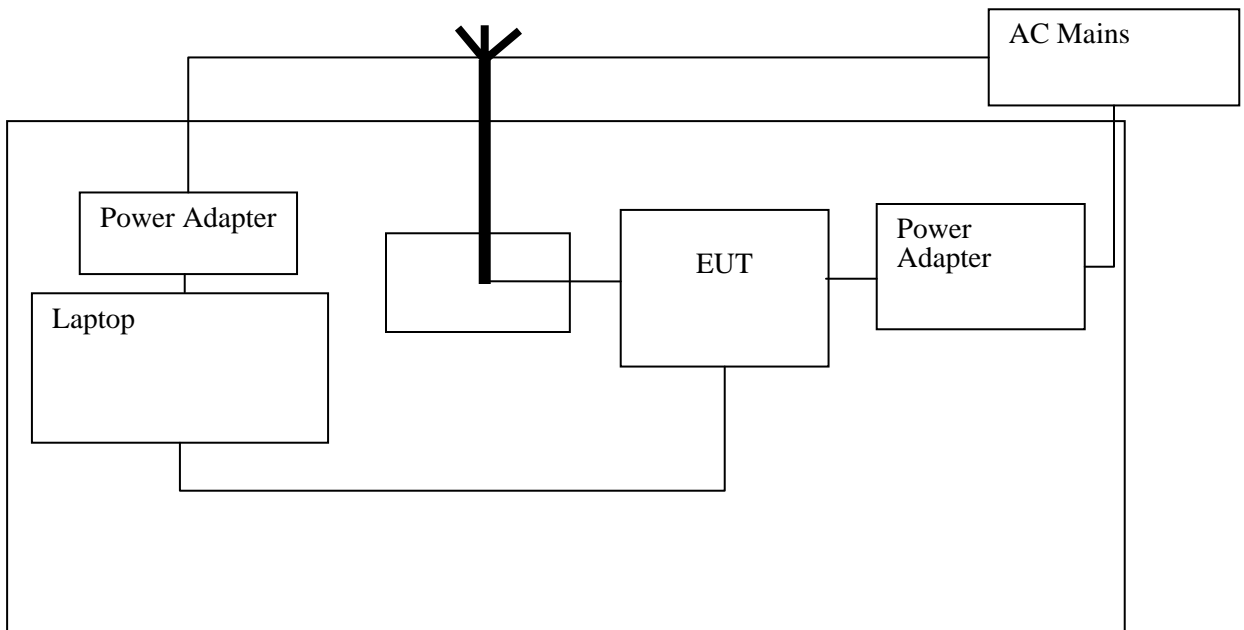 AC Mains
Power Adapter
Power
Adapter
EUT
Laptop